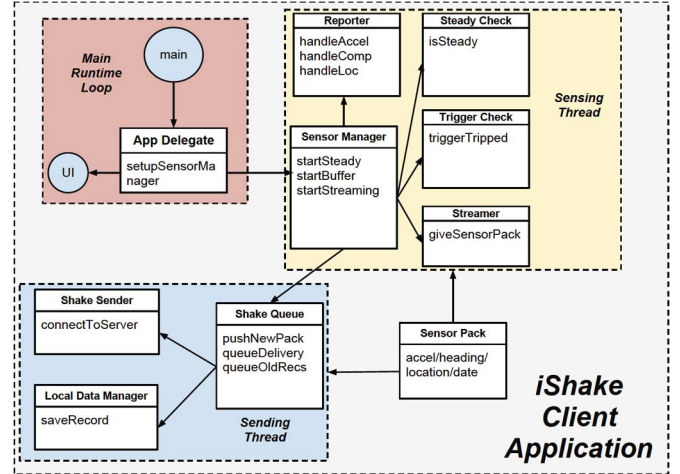 Main
Runtime
Loop
main
UI
App Delegate
setupSensorMa
nager
Reporter
handleAccel
handleComp
handleLoc
Steady Check
isSteady
Sensing
Thread
Trigger Check
triggerTripped
Sensor Manager
startSteady
startBuffer
startStreaming
Streamer
giveSensorPack
Shake Sender
connectToServer
Shake Queue
pushNewPack
queueDelivery
queueOldRecs
Local Data Manager
saveRecord
Sending
Thread
Sensor Pack
accel/heading/
location/date
iShake
Client
Application